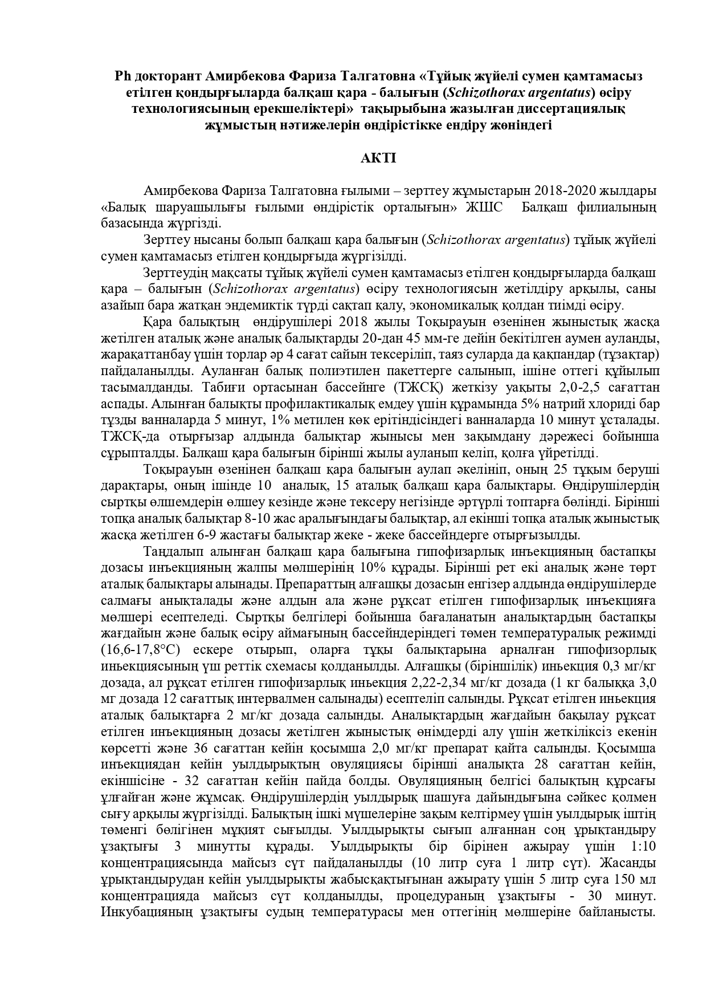 Ph докторант Амирбекова Фариза Талгатовна «Тұйық жүйелі сумен қамтамасыз
етілген қондырғыларда балқаш қара - балығын (Schizothorax argentatus) өсіру
технологиясының ерекшеліктері» тақырыбына жазылған диссертациялық
жұмыстың нәтижелерін өндірістікке ендіру жөніндегі
АКТІ
Амирбекова Фариза Талгатовна ғылыми – зерттеу жұмыстарын 2018-2020 жылдары
«Балық шаруашылығы ғылыми өндірістік орталығын» ЖШС Балқаш филиалының
базасында жүргізді.
Зерттеу нысаны болып балқаш қара балығын (Schizothorax argentatus) тұйық жүйелі
сумен қамтамасыз етілген қондырғыда жүргізілді.
Зерттеудің мақсаты тұйық жүйелі сумен қамтамасыз етілген қондырғыларда балқаш
қара – балығын (Schizothorax argentatus) өсіру технологиясын жетілдіру арқылы, саны
азайып бара жатқан эндемиктік түрді сақтап қалу, экономикалық қолдан тиімді өсіру.
Қара балықтың өндірушілері 2018 жылы Тоқырауын өзенінен жыныстық жасқа
жетілген аталық және аналық балықтарды 20-дан 45 мм-ге дейін бекітілген аумен ауланды,
жарақаттанбау үшін торлар әр 4 сағат сайын тексеріліп, таяз суларда да қақпандар (тұзақтар)
пайдаланылды. Ауланған балық полиэтилен пакеттерге салынып, ішіне оттегі құйылып
тасымалданды. Табиғи ортасынан бассейнге (ТЖСҚ) жеткізу уақыты 2,0-2,5 сағаттан
аспады. Алынған балықты профилактикалық емдеу үшін құрамында 5% натрий хлориді бар
тұзды ванналарда 5 минут, 1% метилен көк ерітіндісіндегі ванналарда 10 минут ұсталады.
ТЖСҚ-да отырғызар алдында балықтар жынысы мен зақымдану дәрежесі бойынша
сұрыпталды. Балқаш қара балығын бірінші жылы ауланып келіп, қолға үйретілді.
Тоқырауын өзенінен балқаш қара балығын аулап әкелініп, оның 25 тұқым беруші
дарақтары, оның ішінде 10 аналық, 15 аталық балқаш қара балықтары. Өндірушілердің
сыртқы өлшемдерін өлшеу кезінде және тексеру негізінде әртүрлі топтарға бөлінді. Бірінші
топқа аналық балықтар 8-10 жас аралығындағы балықтар, ал екінші топқа аталық жыныстық
жасқа жетілген 6-9 жастағы балықтар жеке - жеке бассейндерге отырғызылды.
Таңдалып алынған балқаш қара балығына гипофизарлық инъекцияның бастапқы
дозасы инъекцияның жалпы мөлшерінің 10% құрады. Бірінші рет екі аналық және төрт
аталық балықтары алынады. Препараттың алғашқы дозасын енгізер алдында өндірушілерде
салмағы анықталады және алдын ала және рұқсат етілген гипофизарлық инъекцияға
мөлшері есептеледі. Сыртқы белгілері бойынша бағаланатын аналықтардың бастапқы
жағдайын және балық өсіру аймағының бассейндеріндегі төмен температуралық режимді
(16,6-17,8°С) ескере отырып, оларға тұқы балықтарына арналған гипофизорлық
иньекциясының үш реттік схемасы қолданылды. Алғашқы (біріншілік) иньекция 0,3 мг/кг
дозада, ал рұқсат етілген гипофизарлық иньекция 2,22-2,34 мг/кг дозада (1 кг балыққа 3,0
мг дозада 12 сағаттық интервалмен салынады) есептеліп салынды. Рұқсат етілген иньекция
аталық балықтарға 2 мг/кг дозада салынды. Аналықтардың жағдайын бақылау рұқсат
етілген инъекцияның дозасы жетілген жыныстық өнімдерді алу үшін жеткіліксіз екенін
көрсетті және 36 сағаттан кейін қосымша 2,0 мг/кг препарат қайта салынды. Қосымша
инъекциядан кейін уылдырықтың овуляциясы бірінші аналықта 28 сағаттан кейін,
екіншісіне - 32 сағаттан кейін пайда болды. Овуляцияның белгісі балықтың құрсағы
ұлғайған және жұмсақ. Өндірушілердің уылдырық шашуға дайындығына сәйкес қолмен
сығу арқылы жүргізілді. Балықтың ішкі мүшелеріне зақым келтірмеу үшін уылдырық іштің
төменгі бөлігінен мұқият сығылды. Уылдырықты сығып алғаннан соң ұрықтандыру
ұзақтығы 3 минутты құрады. Уылдырықты бір бірінен ажырау үшін 1:10
концентрациясында майсыз сүт пайдаланылды (10 литр суға 1 литр сүт). Жасанды
ұрықтандырудан кейін уылдырықты жабысқақтығынан ажырату үшін 5 литр суға 150 мл
концентрацияда майсыз сүт қолданылды, процедураның ұзақтығы - 30 минут.
Инкубацияның ұзақтығы судың температурасы мен оттегінің мөлшеріне байланысты.